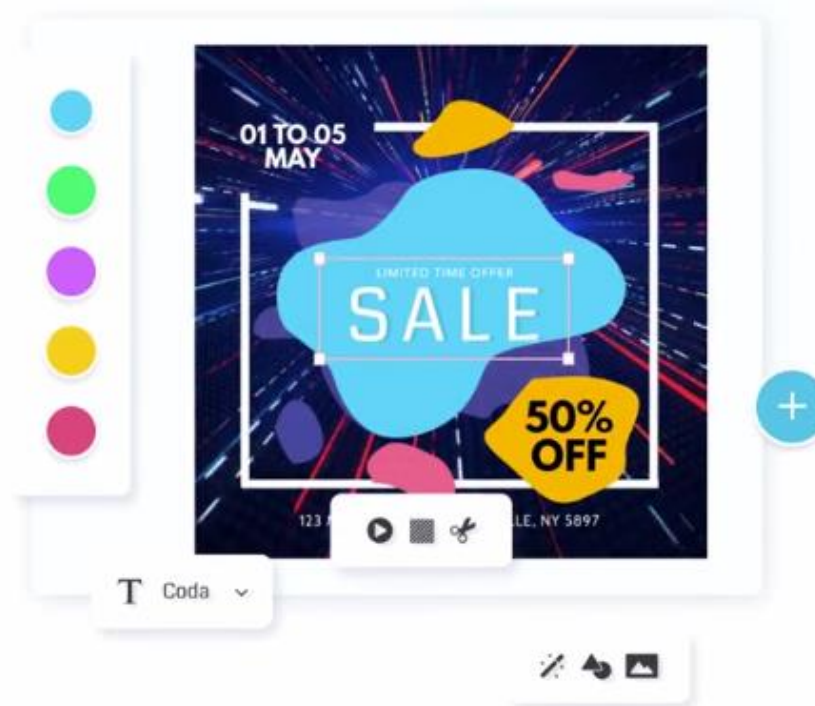 01 TO 05
MAY
LIMITED TIME OFFER
SALE
50%
OFF
123
LLE, NY 5897
T Coda